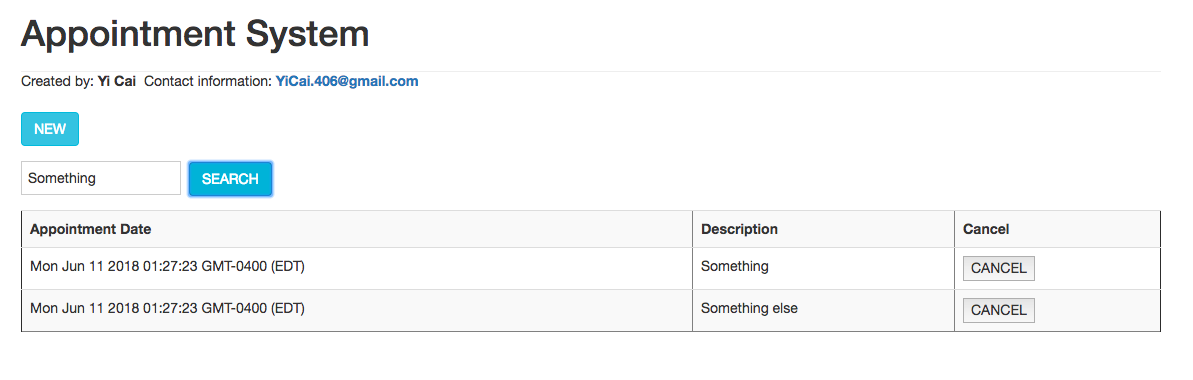 Appointment System
Created by: Yi Cai Contact information: YiCai.406@gmail.com
NEW
Something SEARCH
Appointment Date Description Cancel
Mon Jun 11 2018 01:27:23 GMT-0400 (EDT) Something CANCEL
Mon Jun 11 2018 01:27:23 GMT-0400 (EDT) Something else CANCEL